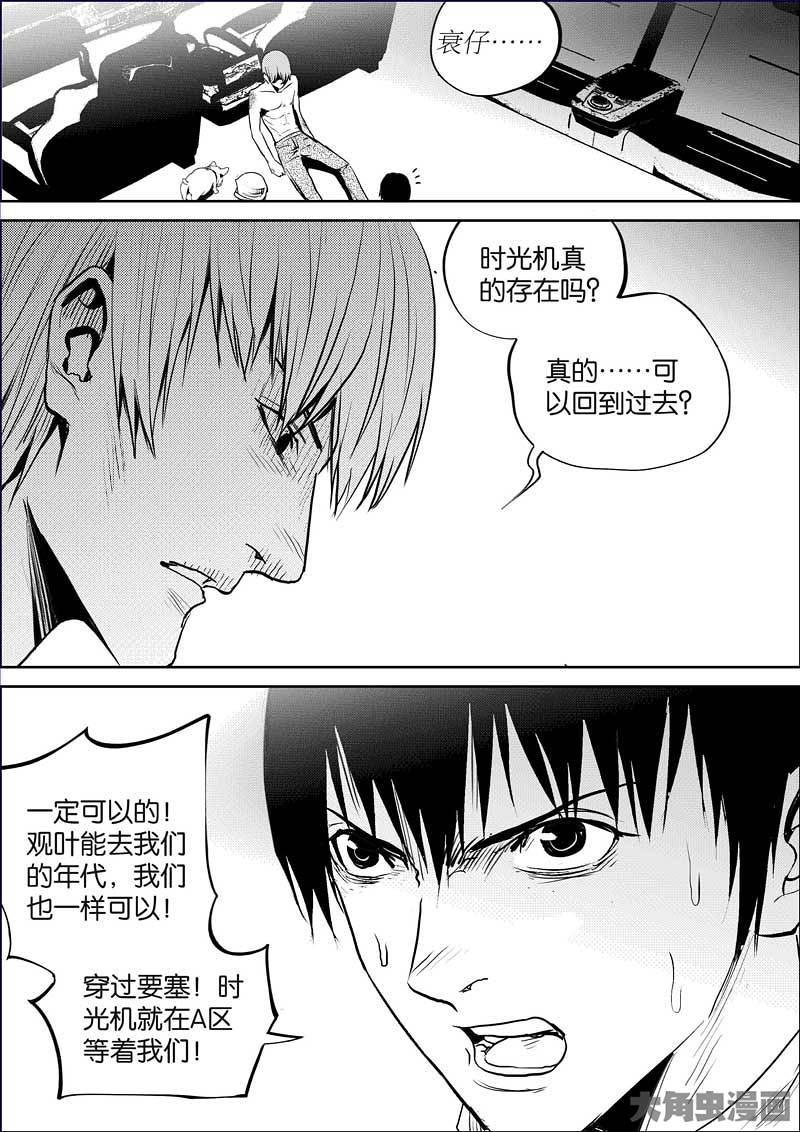 衰仔……
时光机真
的存在吗？
真的……可
以回到过去？
一定可以的！
观叶能去我们
的年代，我们
也一样可以！
穿过要塞！时
光机就在A区
等着我们！
大角虫漫画